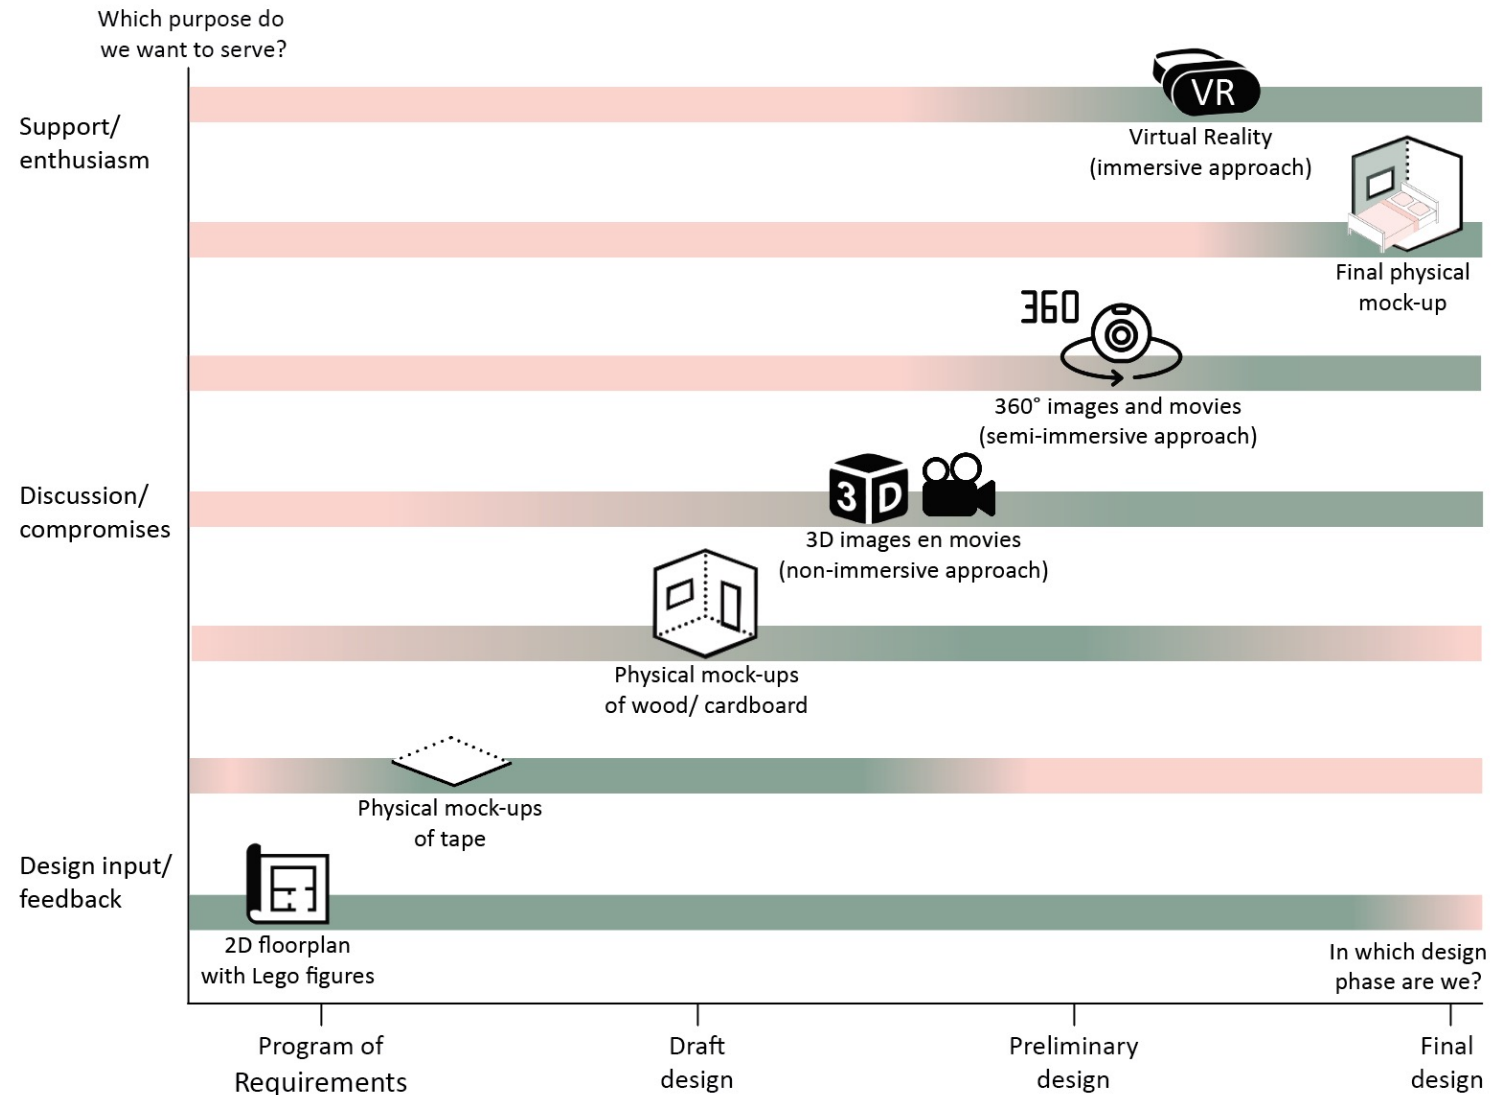 Which purpose do
we want to serve?
VR
Support/
enthusiasm
Virtual Reality
(immersive approach)
Final physical
mock-up
360
360° images and movies
(semi-immersive approach)
3D
Discussion/
compromises
3D images en movies
(non-immersive approach)
Physical mock-ups
of wood/ cardboard
Physical mock-ups
of tape
Design input/
feedback
2D floorplan
with Lego figures
In which design
phase are we?
Program of
Requirements
Draft
design
Preliminary
design
Final
design